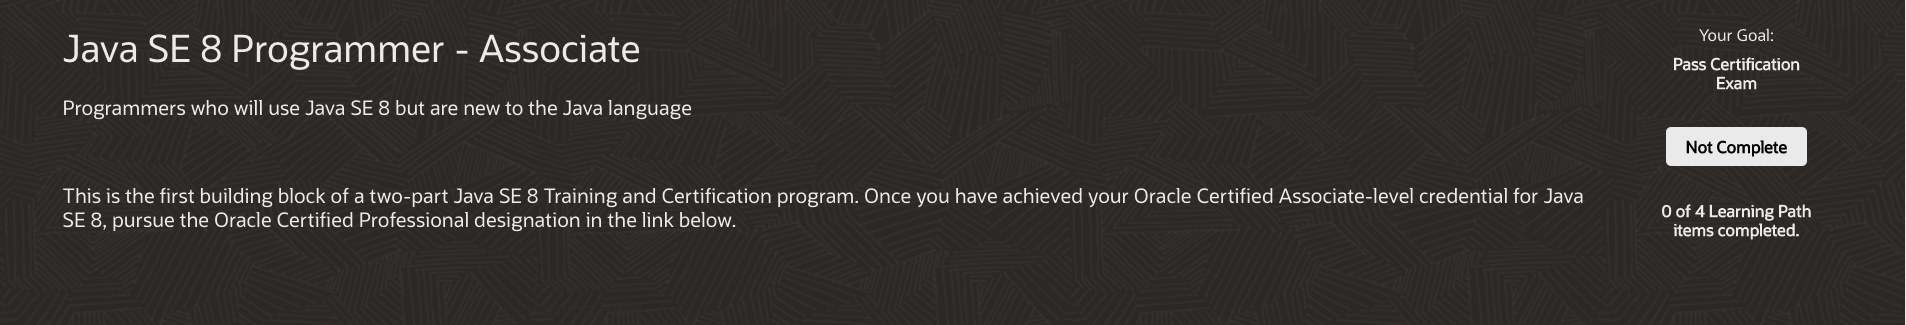 Java SE 8 Programmer - Associate
Programmers who will use Java SE 8 but are new to the Java language
This is the first building block of a two-part Java SE 8 Training and Certification program. Once you have achieved your Oracle Certified Associate-level credential for Java
SE 8, pursue the Oracle Certified Professional designation in the link below.
Your Goal:
Pass Certification
Exam
Not Complete
0 of 4 Learning Path
items completed.